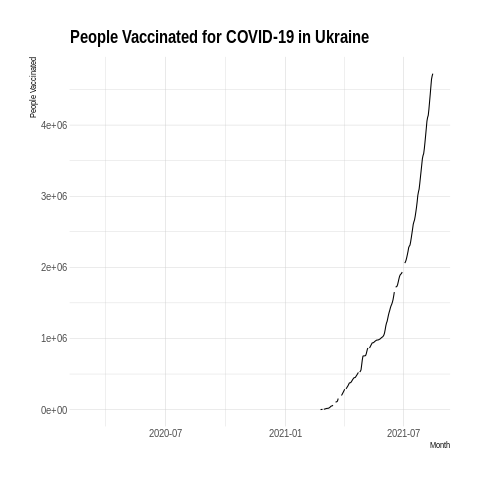 People Vaccinated for COVID-19 in Ukraine
People Vaccinated
4e+06
3e+06
2e+06
1e+06
0e+00
2020-07
2021-01
2021-07
Month